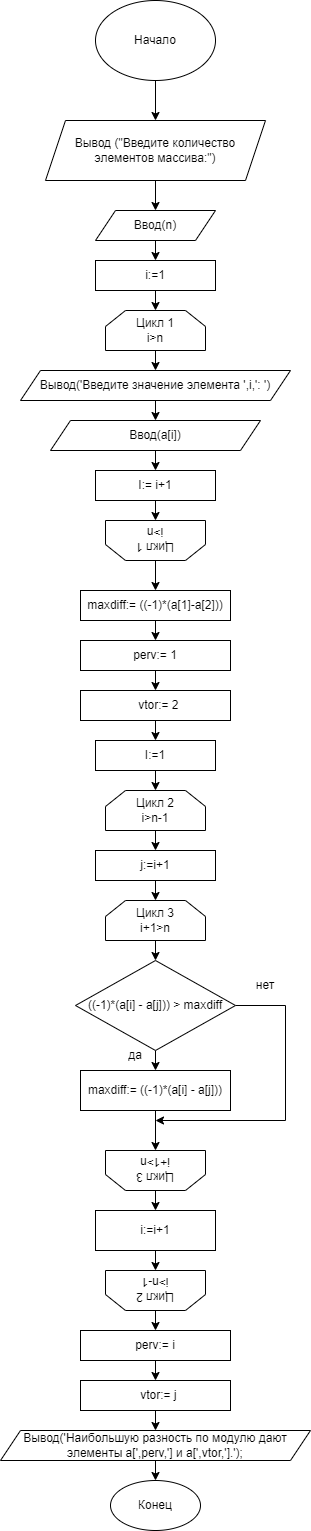 Начало
Вывод ("Введите количество
элементов массива:")
Ввод(n)
i:=1
Цикл 1
i>n
Вывод('Введите значение элемента ',i,': ')
Ввод(a[i])
I:= i+1
Цикл 1
i>n
maxdiff:= ((-1)*(a[1]-a[2]))
perv:= 1
vtor:= 2
I:=1
Цикл 2
i>n-1
j:=i+1
Цикл 3
i+1>n
нет
((-1)*(a[i] - a[j])) > maxdiff
да
maxdiff:= ((-1)*(a[i] - a[j]))
Цикл 3
i+1>n
i:=i+1
Цикл 2
i>n-1
perv:= i
vtor:= j
Вывод('Наибольшую разность по модулю дают
элементы a[',perv,'] и a[',vtor,'].');
Конец